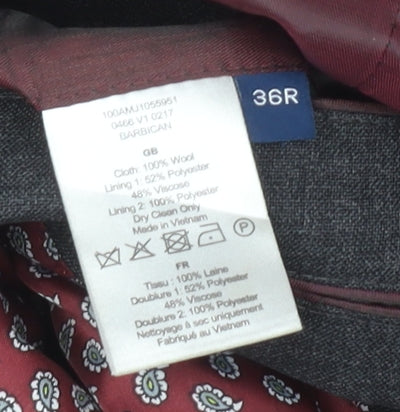 100AMJ1055951
0466 V1 0217
BARBICAN
GB
Cloth: 100% Wool
Lining 1: 52% Polyester
48% Viscose
Lining 2: 100% Polyester
Dry Clean Only
Made in Vietnam
P
FR
Tissu : 100% Laine
Doublure 1: 52% Polyester
48% Viscose
Doublure 2: 100% Polyester
Nettoyage à sec uniquement
Fabriqué au Vietnam
36R